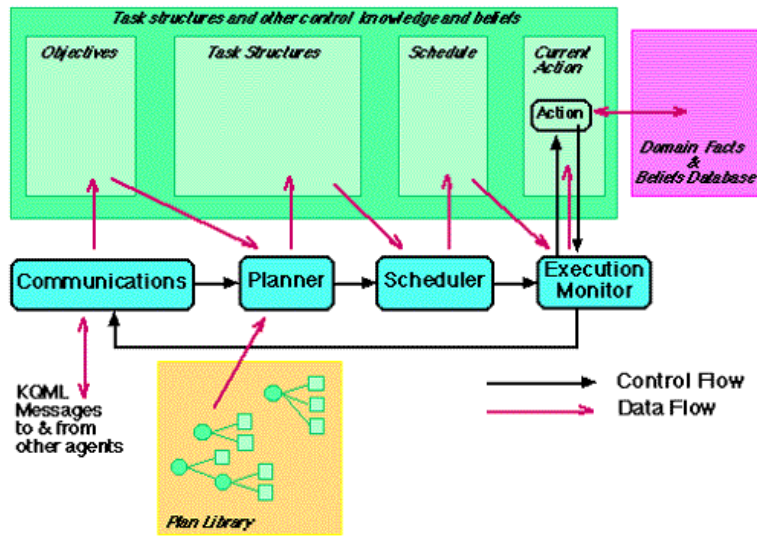 Task structures and other control knowledge and beliefs
Objectives
Task Structures
Schedule
Current
Action
Action
Domain Facts
&
Beliefs Database
Communications
Planner
Scheduler
Execution
Monitor
KQML
Messages
to & from
other agents
Control Flow
Data Flow
Plan Library